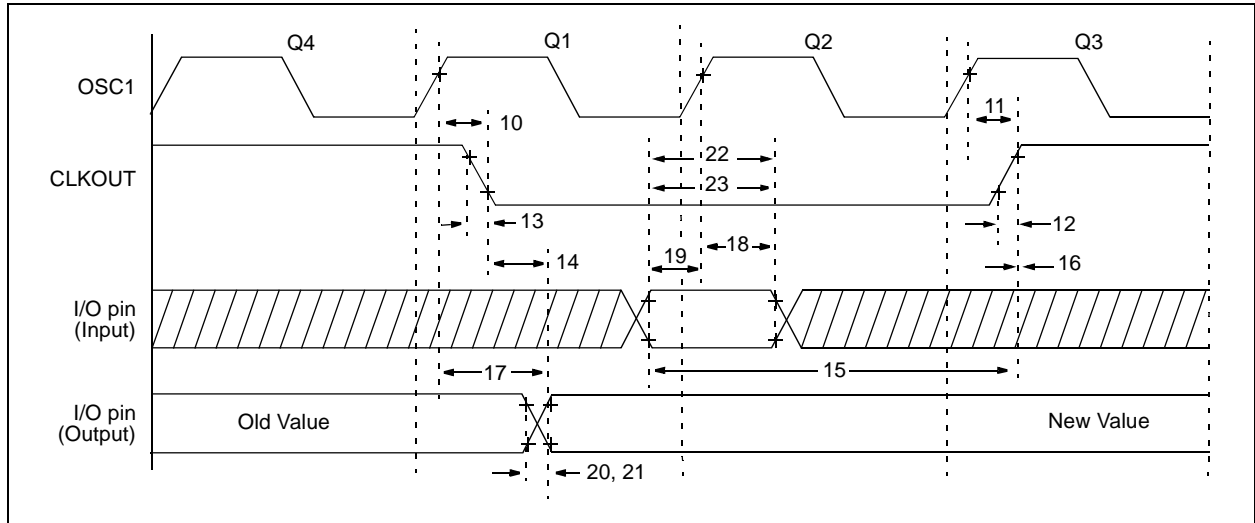 Q4
Q1
Q2
Q3
OSC1
10
11
22
CLKOUT
23
13
12
18
19
14
16
I/O pin
(Input)
17
15
I/O pin
(Output)
Old Value
New Value
20, 21